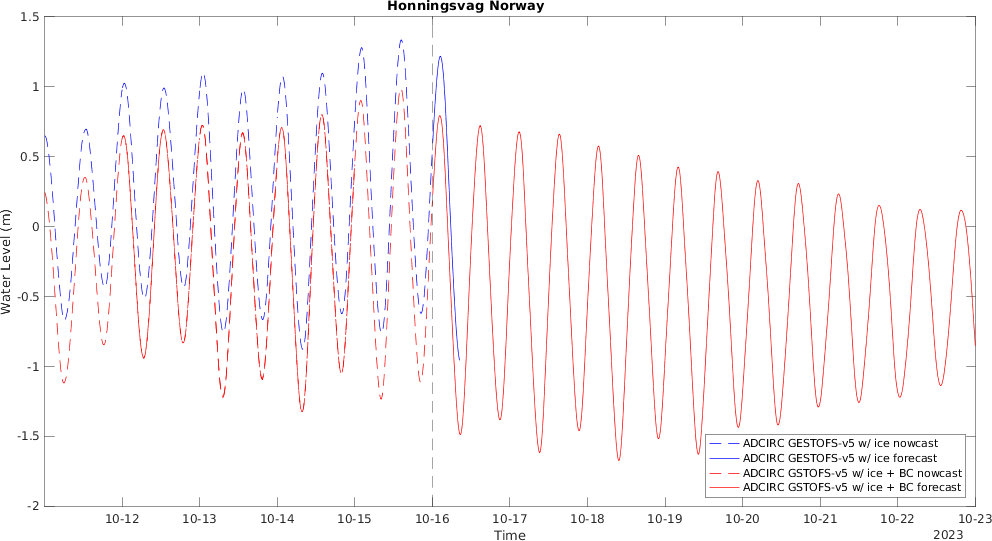 Honningsvag Norway
1.5
1
0.5
0
-0.5
-1
-1.5
-2
Water Level (m)
10-12 10-13 10-14 10-15 10-16 10-17 10-18 10-19 10-20 10-21 10-22 10-23
Time
2023
ADCIRC GESTOFS-v5 w/ ice nowcast
ADCIRC GESTOFS-v5 w/ ice forecast
ADCIRC GSTOFS-v5 w/ ice + BC nowcast
ADCIRC GSTOFS-v5 w/ ice + BC forecast